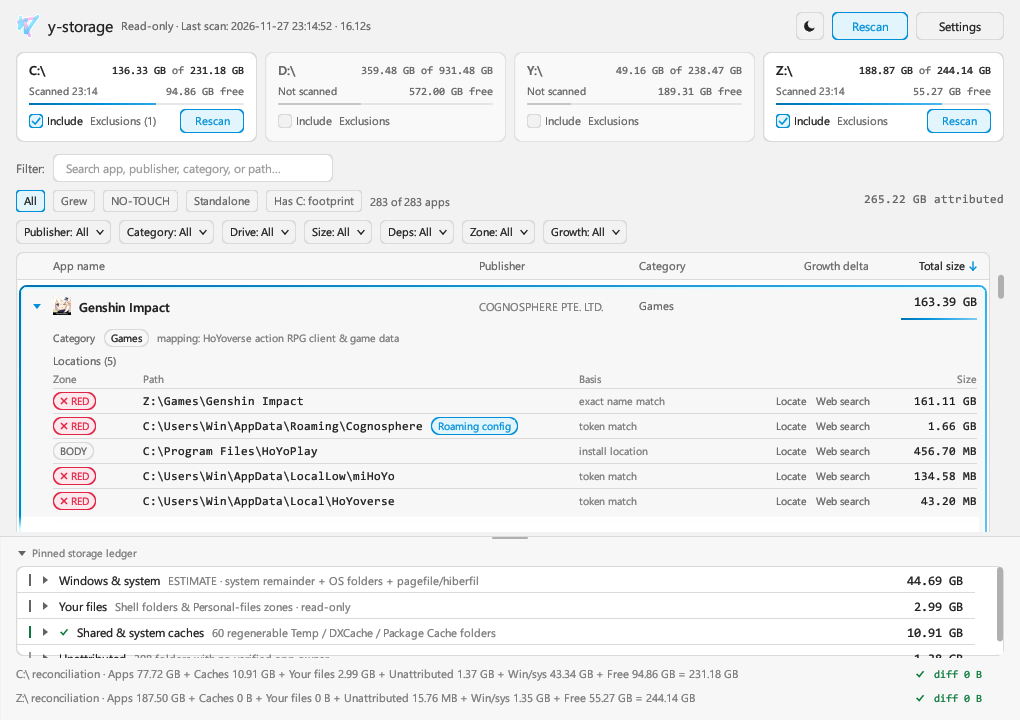 y-storage Read-only · Last scan: 2026-11-27 23:14:52 · 16.12s Rescan Settings
C:\ 136.33 GB of 231.18 GB
Scanned 23:14 94.86 GB free
Include Exclusions (1) Rescan
D:\ 359.48 GB of 931.48 GB
Not scanned 572.00 GB free
Include Exclusions
Y:\ 49.16 GB of 238.47 GB
Not scanned 189.31 GB free
Include Exclusions
Z:\ 188.87 GB of 244.14 GB
Scanned 23:14 55.27 GB free
Include Exclusions Rescan
Filter: Search app, publisher, category, or path...
All Grew NO-TOUCH Standalone Has C: footprint 283 of 283 apps 265.22 GB attributed
Publisher: All Category: All Drive: All Size: All Deps: All Zone: All Growth: All
App name Publisher Category Growth delta Total size ↓
Genshin Impact COGNOSPHERE PTE. LTD. Games 163.39 GB
Category Games mapping: HoYoverse action RPG client & game data
Locations (5)
Zone Path Basis Size
✕ RED Z:\Games\Genshin Impact exact name match Locate Web search 161.11 GB
✕ RED C:\Users\Win\AppData\Roaming\Cognosphere Roaming config token match Locate Web search 1.66 GB
BODY C:\Program Files\HoYoPlay install location Locate Web search 456.70 MB
✕ RED C:\Users\Win\AppData\LocalLow\miHoYo token match Locate Web search 134.58 MB
✕ RED C:\Users\Win\AppData\Local\HoYoverse token match Locate Web search 43.20 MB
Pinned storage ledger
Windows & system ESTIMATE · system remainder + OS folders + pagefile/hiberfil 44.69 GB
Your files Shell folders & Personal-files zones · read-only 2.99 GB
✓ Shared & system caches 60 regenerable Temp / DXCache / Package Cache folders 10.91 GB
Unattributed
C:\ reconciliation · Apps 77.72 GB + Caches 10.91 GB + Your files 2.99 GB + Unattributed 1.37 GB + Win/sys 43.34 GB + Free 94.86 GB = 231.18 GB ✓ diff 0 B
Z:\ reconciliation · Apps 187.50 GB + Caches 0 B + Your files 0 B + Unattributed 15.76 MB + Win/sys 1.35 GB + Free 55.27 GB = 244.14 GB ✓ diff 0 B